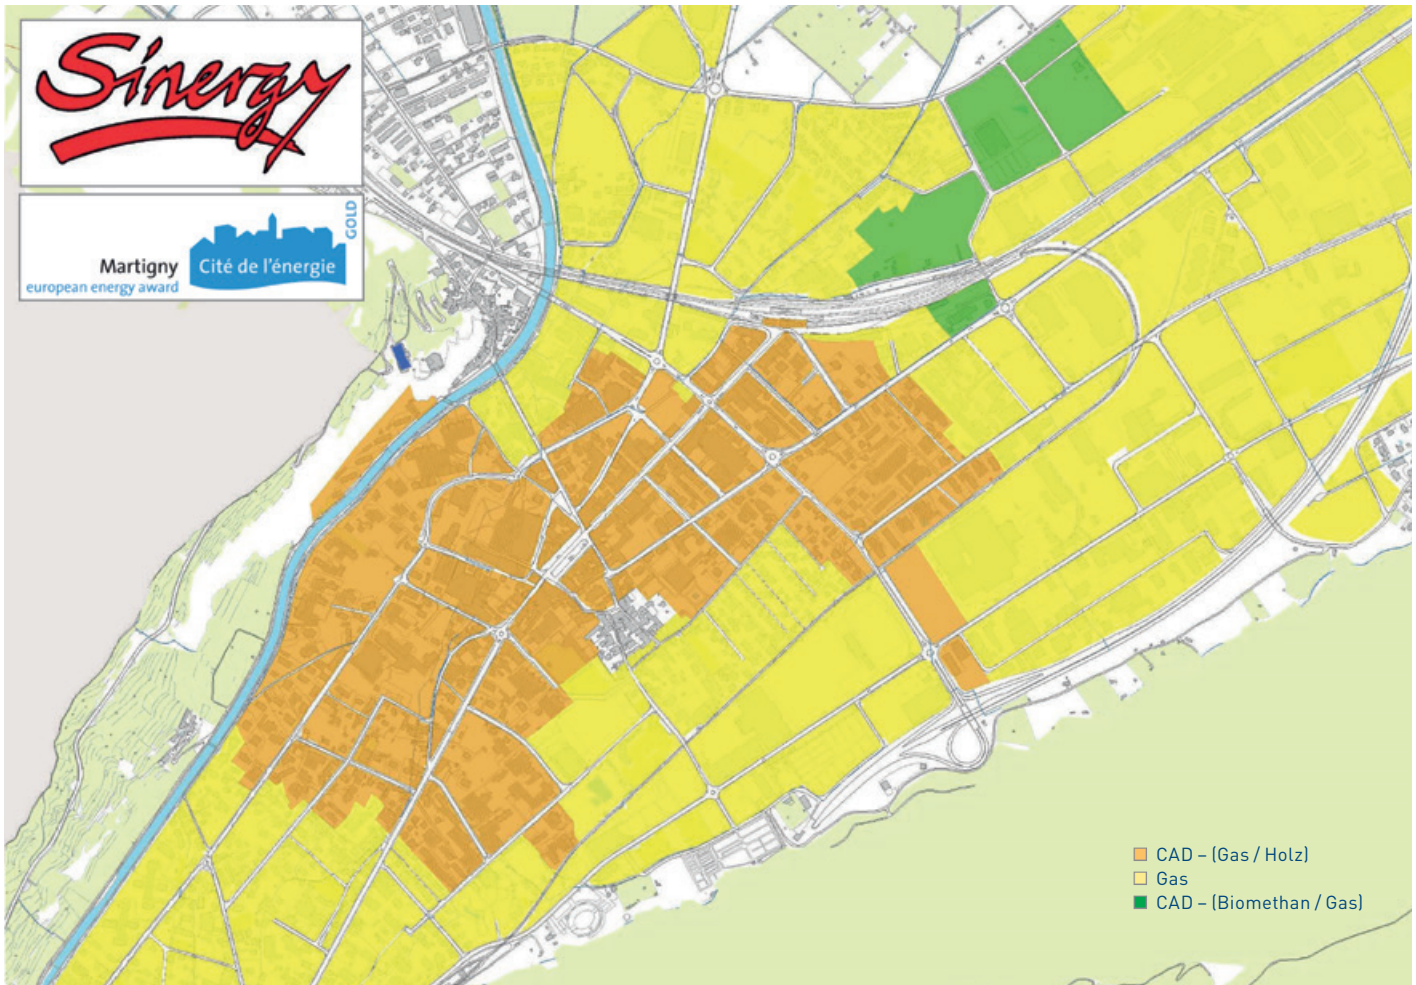 Sinergy
GOLD
Martigny
european energy award
Cité de l'énergie
CAD – (Gas / Holz)
Gas
CAD – (Biomethan / Gas)